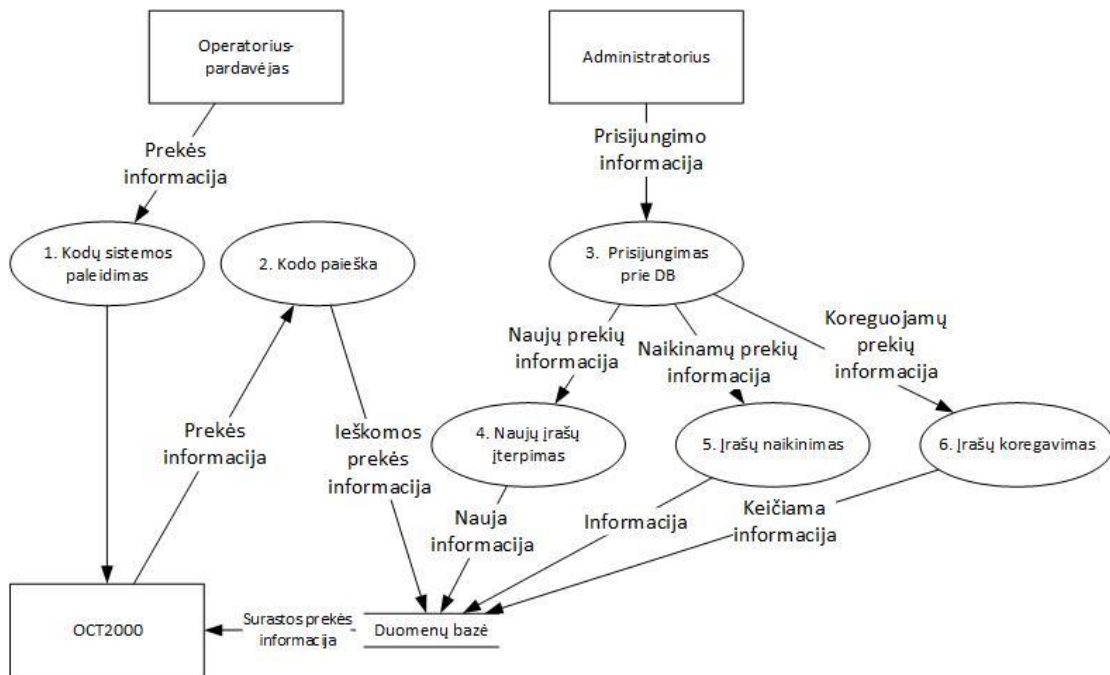 Operatorius-
pardavėjas
Administratorius
Prekės
informacija
Prisijungimo
informacija
1. Kodų sistemos
paleidimas
2. Kodo paieška
3. Prisijungimas
prie DB
Naujų prekių
informacija
Naikinamų prekių
informacija
Koreguojamų
prekių
informacija
Prekės
informacija
Ieškomos
prekės
informacija
4. Naujų įrašų
įterpimas
5. Įrašų naikinimas
6. Įrašų koregavimas
Nauja
informacija
Informacija
Keičiama
informacija
OCT2000
Surastos prekės
informacija
Duomenų bazė